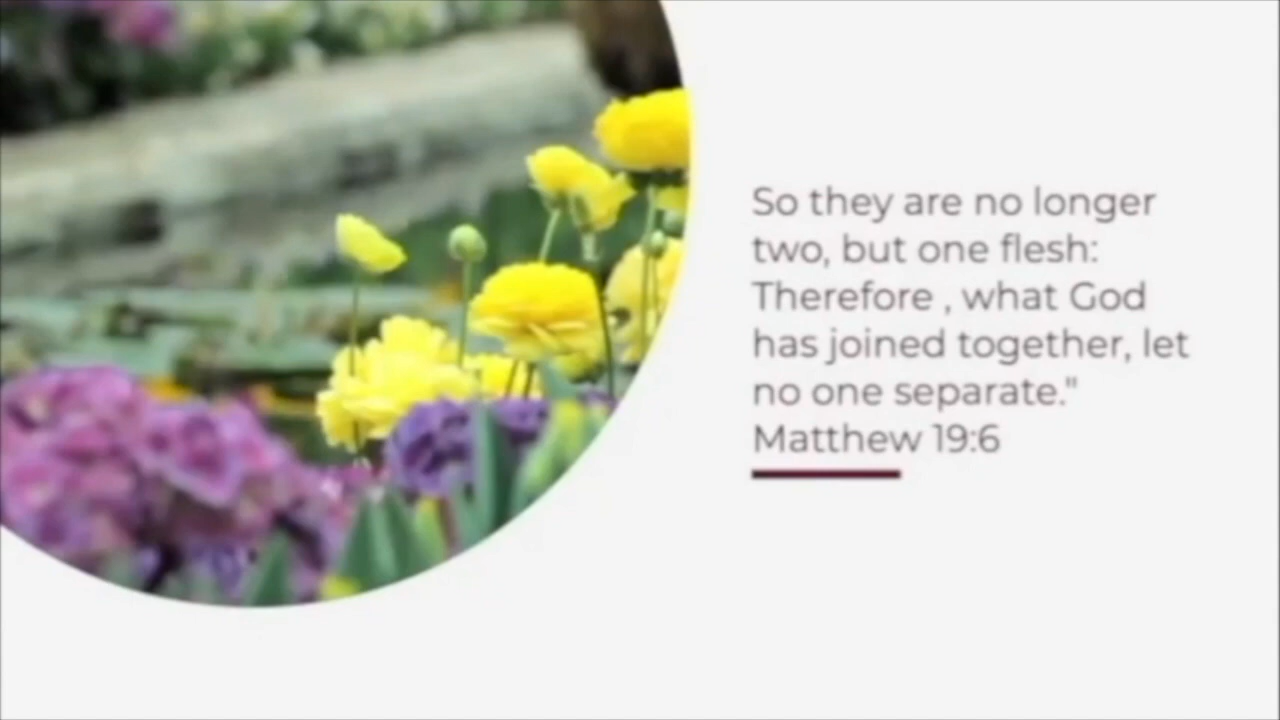 So they are no longer
two, but one flesh:
Therefore , what God
has joined together, let
no one separate."
Matthew 19:6